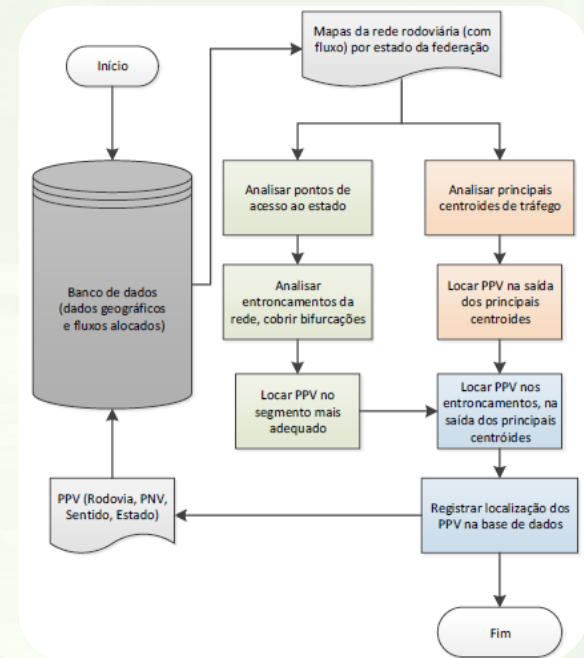 Mapas da rede rodoviária (com
fluxo) por estado da federação
Início
Analisar pontos de
acesso ao estado
Analisar principais
centroides de tráfego
Banco de dados
(dados geográficos
e fluxos alocados)
Analisar
entroncamentos da
rede, cobrir bifurcações
Locar PPV na saída
dos principais
centroides
Locar PPV no
segmento mais
adequado
Locar PPV nos
entroncamentos, na
saída dos principais
centróides
PPV (Rodovia, PNV,
Sentido, Estado)
Registrar localização dos
PPV na base de dados
Fim